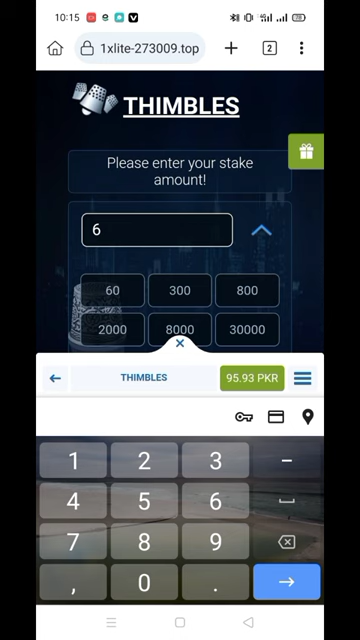 10:15
78
1xlite-273009.top
2
THIMBLES
Please enter your stake
amount!
6
60 300 800
2000 8000 30000
THIMBLES 95.93 PKR
1 2 3 -
4 5 6
7 8 9
, 0 .